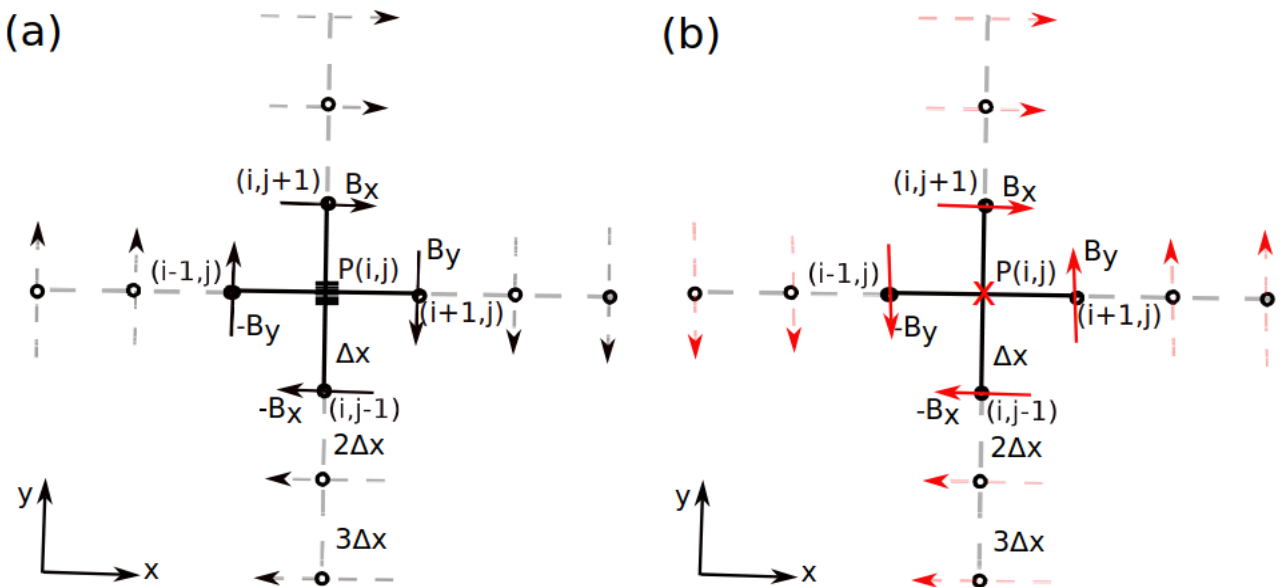 (a)
(i,j+1) Bx
(i-1,j) P(i,j) By
-By (i+1,j)
Δx
-Bx (i,j-1)
2Δx
y
3Δx
x
(b)
(i,j+1) Bx
(i-1,j) P(i,j) By
-By (i+1,j)
Δx
-Bx (i,j-1)
2Δx
y
3Δx
x